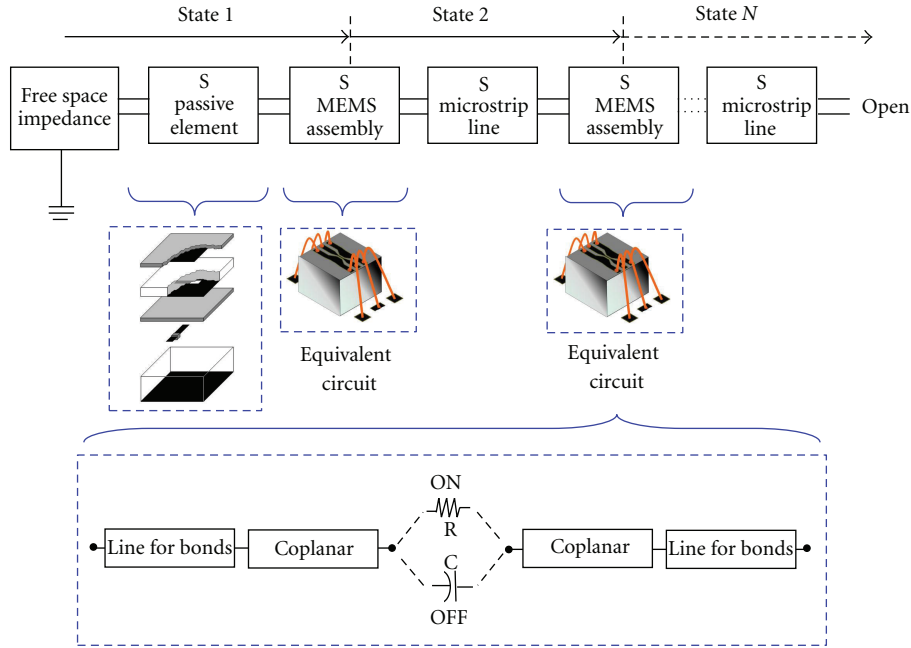 State 1
State 2
State N
Free space
impedance
S
passive
element
S
MEMS
assembly
S
microstrip
line
S
MEMS
assembly
S
microstrip
line
Open
Equivalent
circuit
Equivalent
circuit
ON
R
Line for bonds
Coplanar
Coplanar
Line for bonds
C
OFF